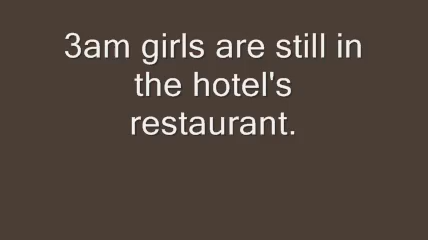 3am girls are still in
the hotel's
restaurant.